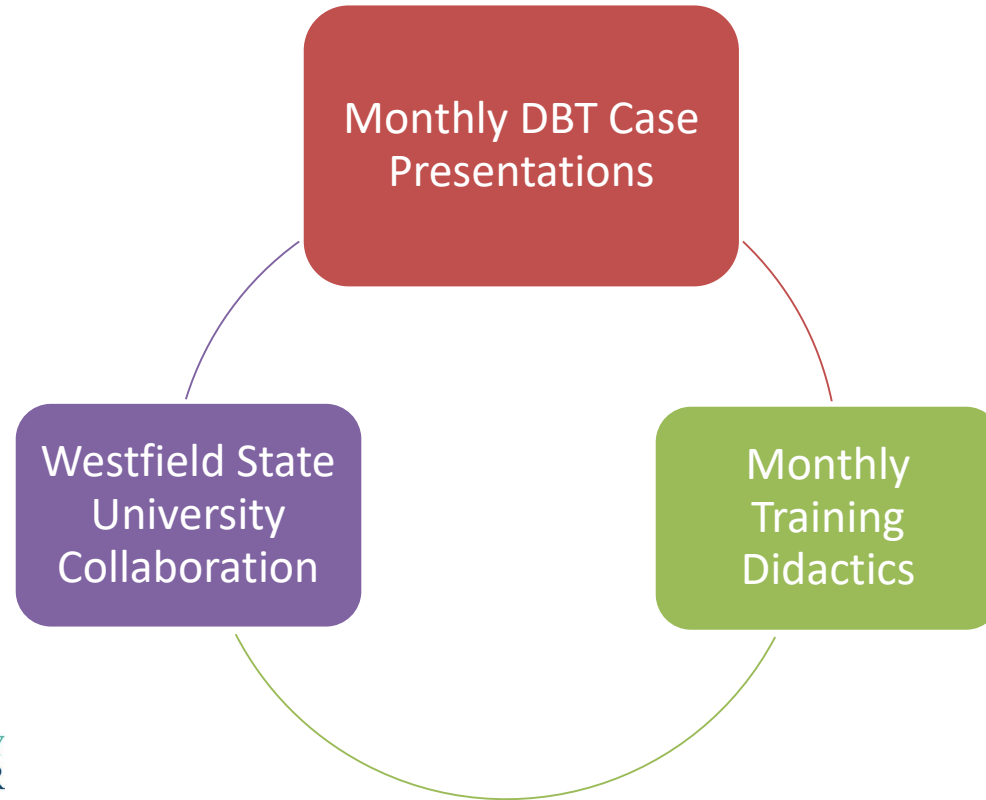 Monthly DBT Case
Presentations
Westfield State
University
Collaboration
Monthly
Training
Didactics